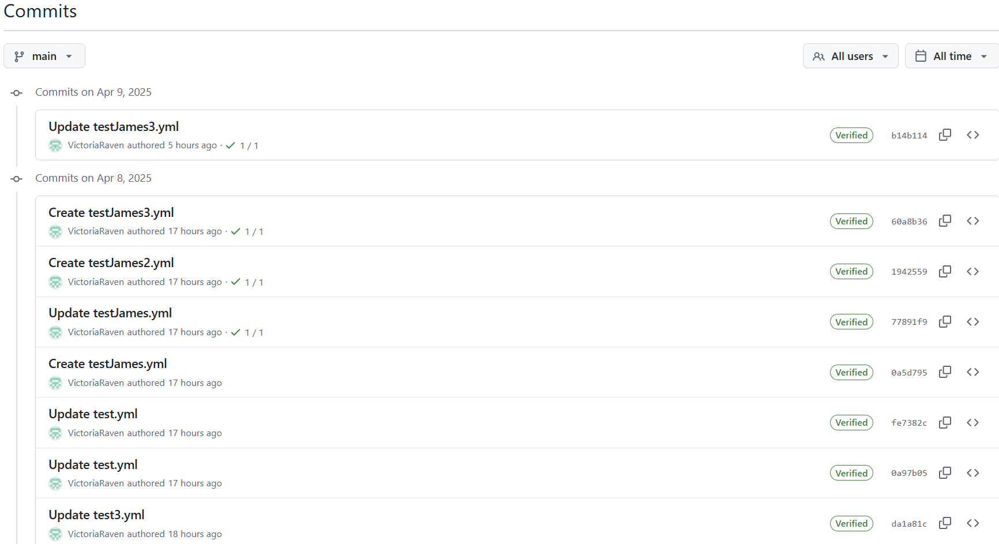 Commits
main
All users
All time
Commits on Apr 9, 2025
Update testJames3.yml
Verified
b14b114
VictoriaRaven authored 5 hours ago · 1 / 1
Commits on Apr 8, 2025
Create testJames3.yml
Verified
60a8b36
VictoriaRaven authored 17 hours ago · 1 / 1
Create testJames2.yml
Verified
1942559
VictoriaRaven authored 17 hours ago · 1 / 1
Update testJames.yml
Verified
77891f9
VictoriaRaven authored 17 hours ago · 1 / 1
Create testJames.yml
Verified
0a5d795
VictoriaRaven authored 17 hours ago
Update test.yml
Verified
fe7382c
VictoriaRaven authored 17 hours ago
Update test.yml
Verified
0a97b05
VictoriaRaven authored 17 hours ago
Update test3.yml
Verified
da1a81c
VictoriaRaven authored 18 hours ago